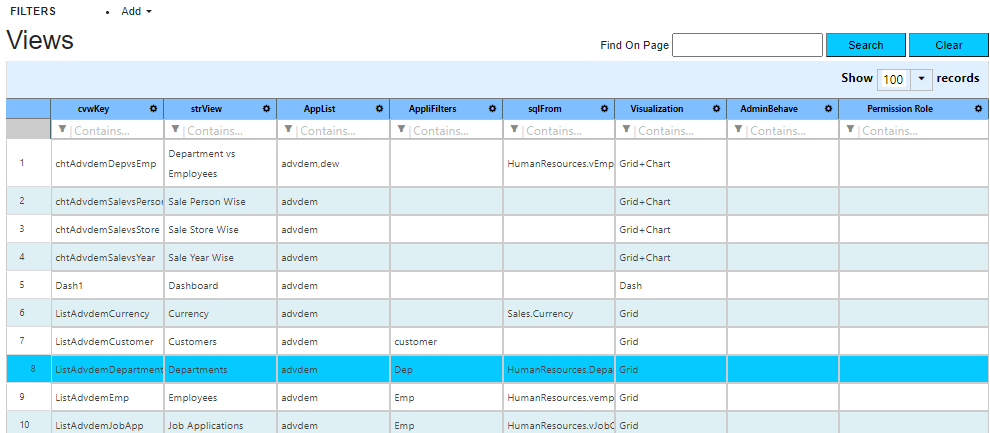 FILTERS • Add
Views
Find On Page Search Clear
Show 100 records
cvwKey strView AppList AppliFilters sqlFrom Visualization AdminBehave Permission Role
Contains... Contains... Contains... Contains... Contains... Contains... Contains... Contains...
1 chtAdvdemDepvsEmp Department vs Employees advdem,dew HumanResources.vEmp Grid+Chart
2 chtAdvdemSalevsPerson Sale Person Wise advdem Grid+Chart
3 chtAdvdemSalevsStore Sale Store Wise advdem Grid+Chart
4 chtAdvdemSalevsYear Sale Year Wise advdem Grid+Chart
5 Dash1 Dashboard advdem Dash
6 ListAdvdemCurrency Currency advdem Sales.Currency Grid
7 ListAdvdemCustomer Customers advdem customer Grid
8 ListAdvdemDepartment Departments advdem Dep HumanResources.Depa Grid
9 ListAdvdemEmp Employees advdem Emp HumanResources.vemp Grid
10 ListAdvdemJobApp Job Applications advdem Emp HumanResources.vJobC Grid